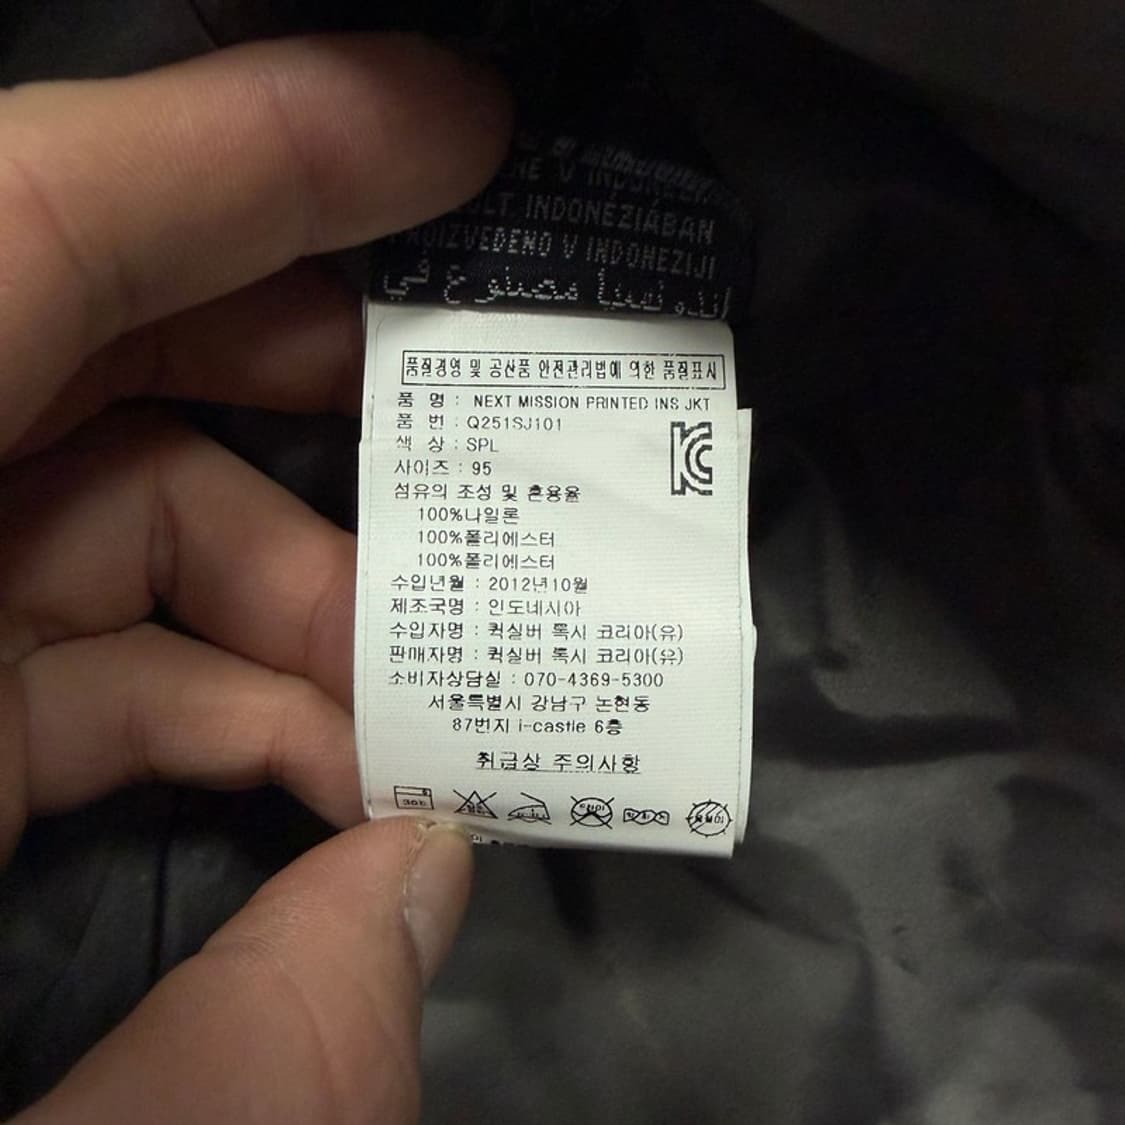 INDONEZIÁBAN
PROIZVEDENO V INDONEZIJI
품질경영 및 공산품 안전관리법에 의한 품질표시
품 명 : NEXT MISSION PRINTED INS JKT
품 번 : Q251SJ101
색 상 : SPL
사이즈 : 95
섬유의 조성 및 혼용율
100%나일론
100%폴리에스터
100%폴리에스터
수입년월 : 2012년10월
제조국명 : 인도네시아
수입자명 : 퀵실버 록시 코리아(유)
판매자명 : 퀵실버 록시 코리아(유)
소비자상담실 : 070-4369-5300
서울특별시 강남구 논현동
87번지 i-castle 6층
취급상 주의사항